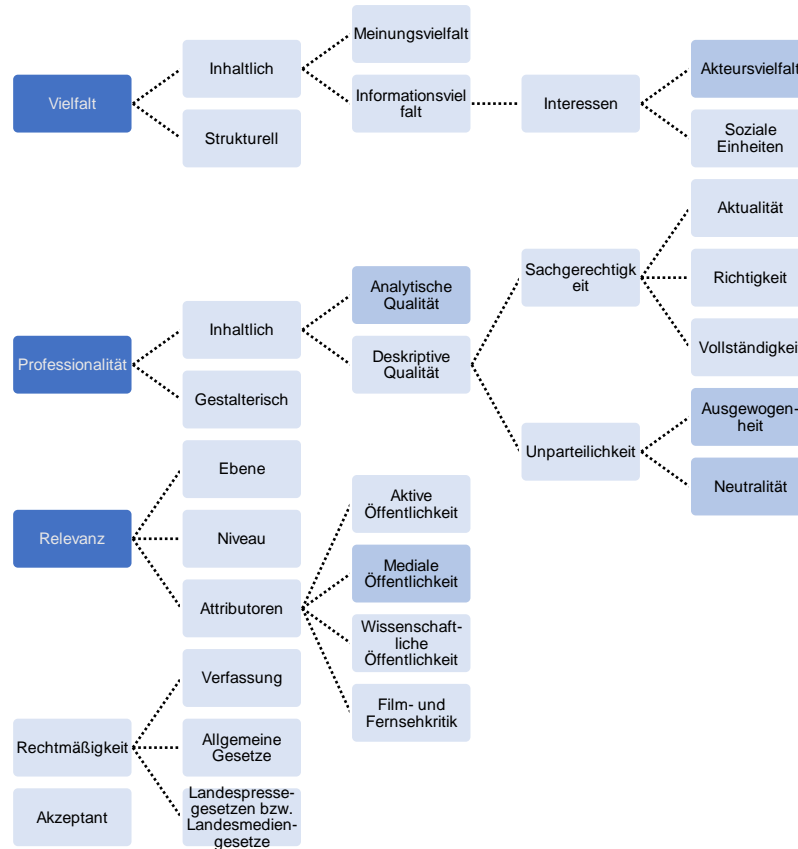 Vielfalt
Inhaltlich
Strukturell
Meinungsvielfalt
Informationsviel
falt
Interessen
Akteursvielfalt
Soziale
Einheiten
Professionalität
Inhaltlich
Gestalterisch
Analytische
Qualität
Deskriptive
Qualität
Sachgerechtigk
eit
Aktualität
Richtigkeit
Vollständigkeit
Unparteilichkeit
Ausgewogen-
heit
Neutralität
Relevanz
Ebene
Niveau
Attributoren
Aktive
Öffentlichkeit
Mediale
Öffentlichkeit
Wissenschaft-
liche
Öffentlichkeit
Film- und
Fernsehkritik
Rechtmäßigkeit
Verfassung
Allgemeine
Gesetze
Landespresse-
gesetzen bzw.
Landesmedien-
gesetze
Akzeptant